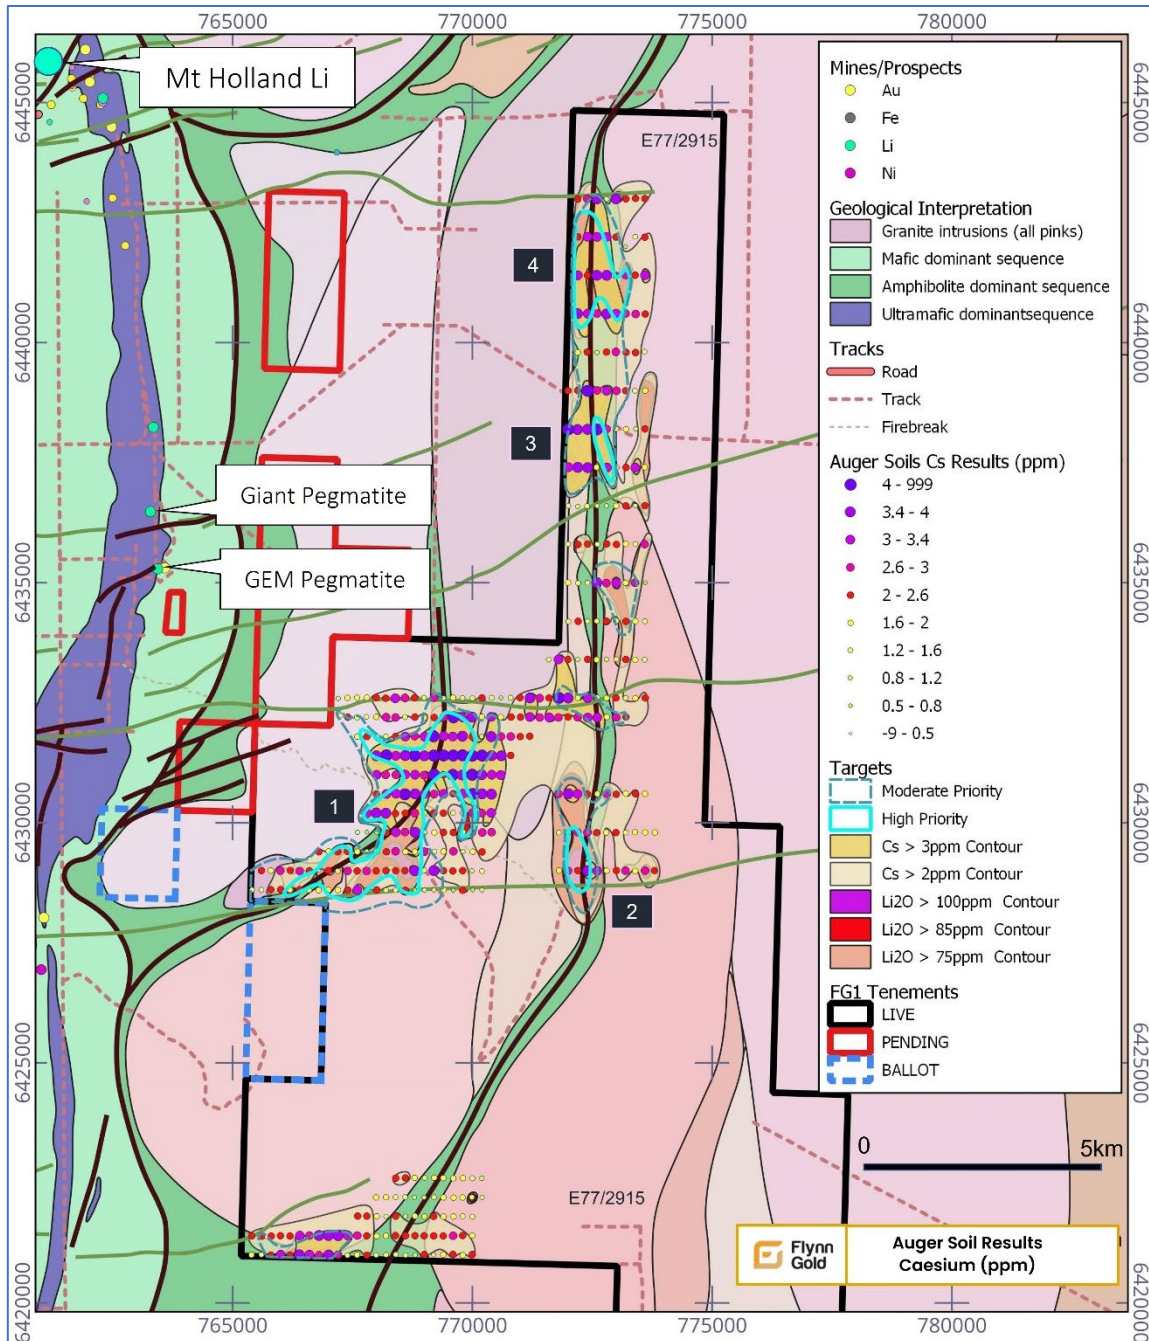 765000
770000
775000
780000
6445000
6445000
Mt Holland Li
E77/2915
4
6440000
6440000
3
Giant Pegmatite
GEM Pegmatite
6435000
6435000
1
6430000
6430000
2
6425000
6425000
E77/2915
6420000
6420000
765000
770000
775000
780000
Mines/Prospects
Au
Fe
Li
Ni
Geological Interpretation
Granite intrusions (all pinks)
Mafic dominant sequence
Amphibolite dominant sequence
Ultramafic dominantsequence
Tracks
Road
Track
Firebreak
Auger Soils Cs Results (ppm)
4 - 999
3.4 - 4
3 - 3.4
2.6 - 3
2 - 2.6
1.6 - 2
1.2 - 1.6
0.8 - 1.2
0.5 - 0.8
-9 - 0.5
Targets
Moderate Priority
High Priority
Cs > 3ppm Contour
Cs > 2ppm Contour
Li2O > 100ppm Contour
Li2O > 85ppm Contour
Li2O > 75ppm Contour
FG1 Tenements
LIVE
PENDING
BALLOT
0
5km
Flynn
Gold
Auger Soil Results
Caesium (ppm)